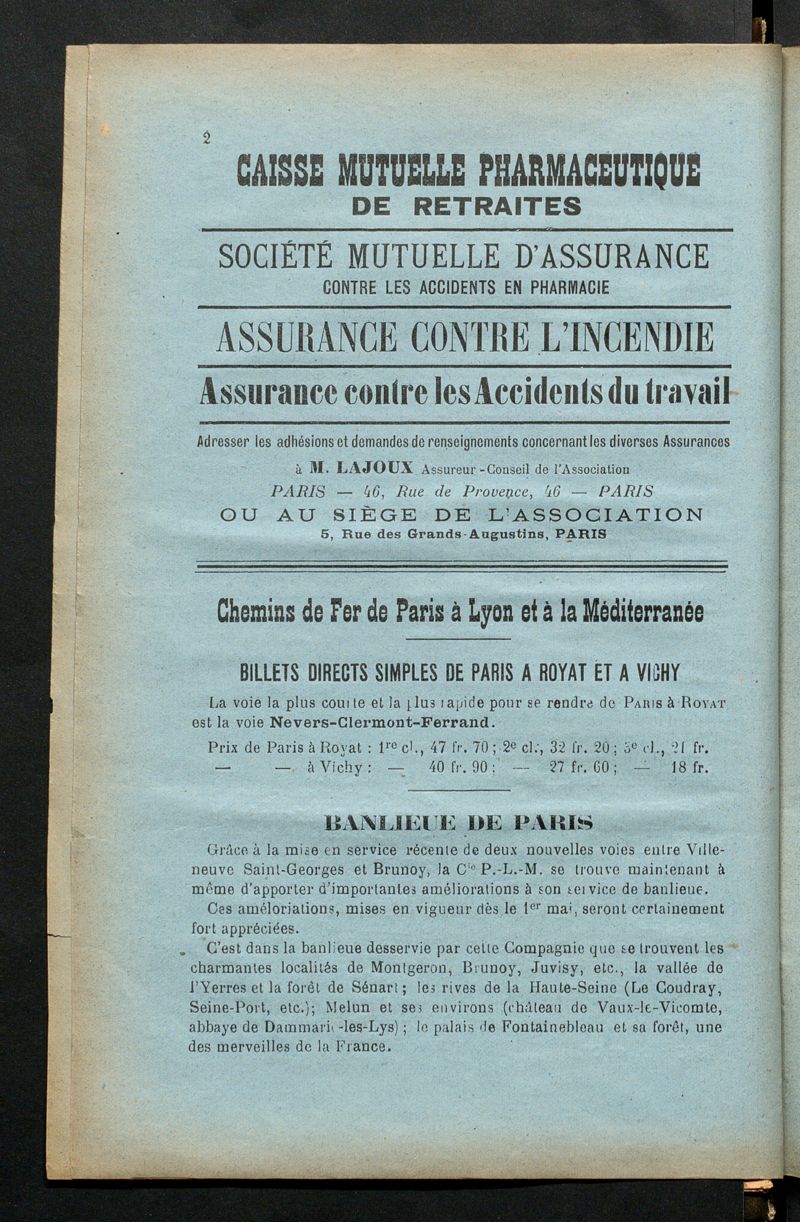 2
CAISSE MUTUELLE PHARMACEUTIQUE
DE RETRAITES
SOCIÉTÉ MUTUELLE D'ASSURANCE
CONTRE LES ACCIDENTS EN PHARMACIE
ASSURANCE CONTRE L'INCENDIE
Assurance contre les Accidents du travail
Adresser les adhésions et demandes de renseignements concernant les diverses Assurances
à M. LAJOUX Assureur-Conseil de l'Association
PARIS — 46, Rue de Provence, 46 — PARIS
OU AU SIÈGE DE L'ASSOCIATION
5, Rue des Grands-Augustins, PARIS
Chemins de Fer de Paris à Lyon et à la Méditerranée
BILLETS DIRECTS SIMPLES DE PARIS A ROYAT ET A VICHY
La voie la plus courte et la plus rapide pour se rendre de PARIS à ROYAT
est la voie Nevers-Clermont-Ferrand.
Prix de Paris à Royat : 1re cl., 47 fr. 70 ; 2e cl., 32 fr. 20 ; 3e cl., 21 fr.
— — à Vichy : — 40 fr. 90 ; — 27 fr. 60 ; — 18 fr.
BANLIEUE DE PARIS
Grâce à la mise en service récente de deux nouvelles voies entre Ville-
neuve Saint-Georges et Brunoy, la Cie P.-L.-M. se trouve maintenant à
même d'apporter d'importantes améliorations à son service de banlieue.
Ces améloriations, mises en vigueur dès le 1er mai, seront certainement
fort appréciées.
C'est dans la banlieue desservie par cette Compagnie que se trouvent les
charmantes localités de Montgeron, Brunoy, Juvisy, etc., la vallée de
l'Yerres et la forêt de Sénart ; les rives de la Haute-Seine (Le Coudray,
Seine-Port, etc.); Melun et ses environs (château de Vaux-le-Vicomte,
abbaye de Dammarie-les-Lys) ; le palais de Fontainebleau et sa forêt, une
des merveilles de la France.